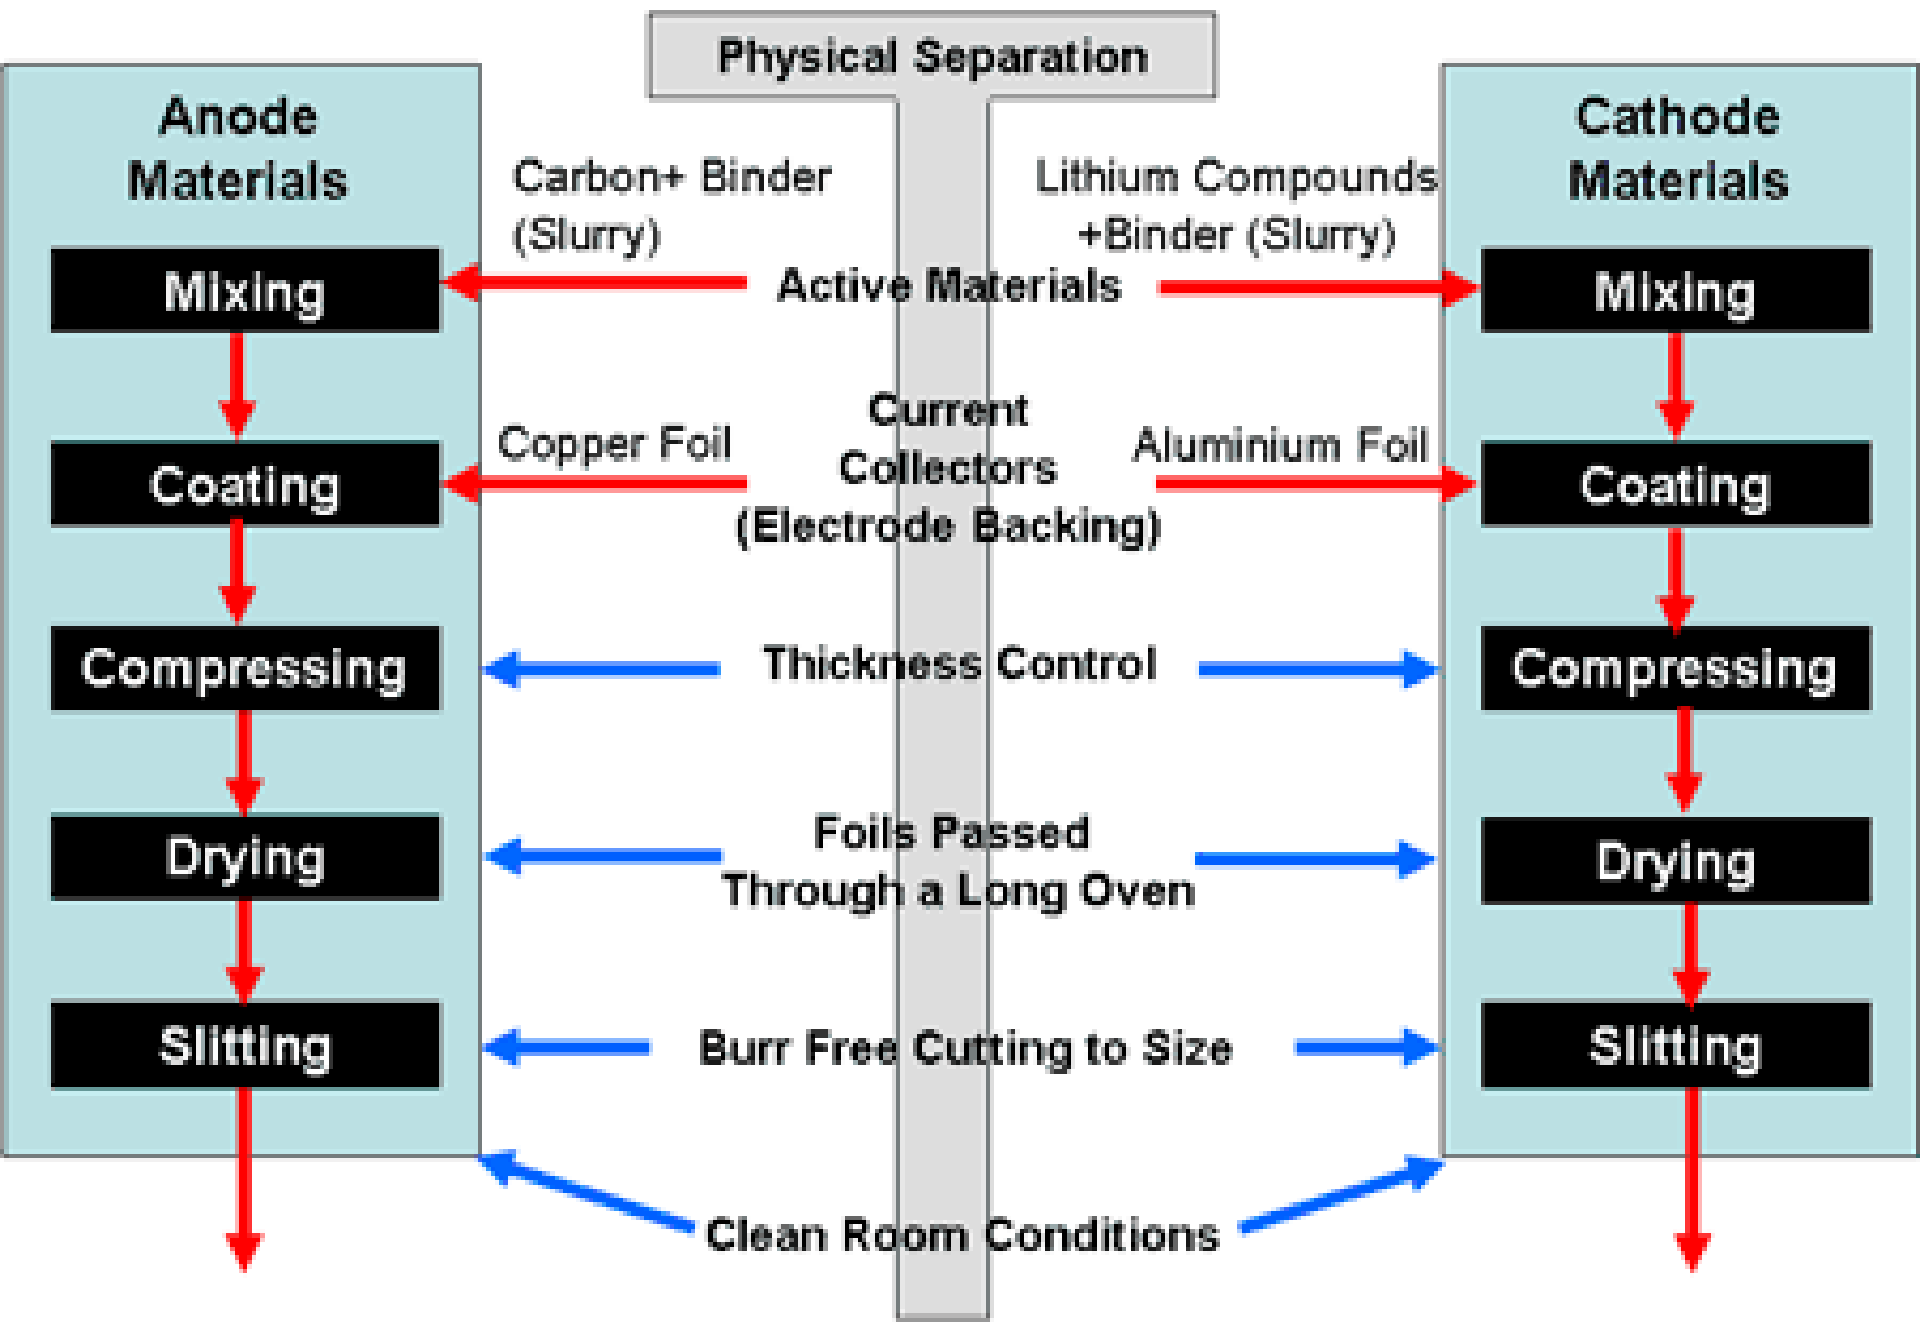 Physical Separation
Anode
Materials
Cathode
Materials
Carbon+ Binder
(Slurry)
Lithium Compounds
+Binder (Slurry)
Mixing
Active Materials
Mixing
Current
Collectors
(Electrode Backing)
Copper Foil
Aluminium Foil
Coating
Coating
Compressing
Thickness Control
Compressing
Drying
Foils Passed
Through a Long Oven
Drying
Slitting
Burr Free Cutting to Size
Slitting
Clean Room Conditions